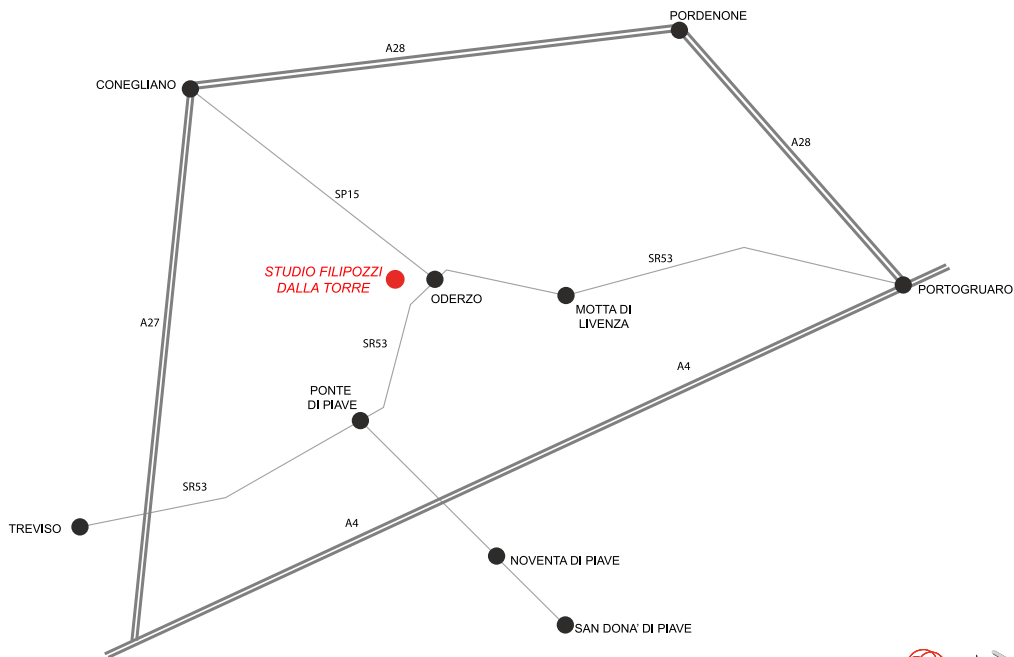 PORDENONE
A28
CONEGLIANO
A28
SP15
SR53
STUDIO FILIPOZZI
DALLA TORRE
ODERZO
PORTOGRUARO
MOTTA DI
LIVENZA
A27
SR53
A4
PONTE
DI PIAVE
SR53
A4
TREVISO
NOVENTA DI PIAVE
SAN DONA' DI PIAVE